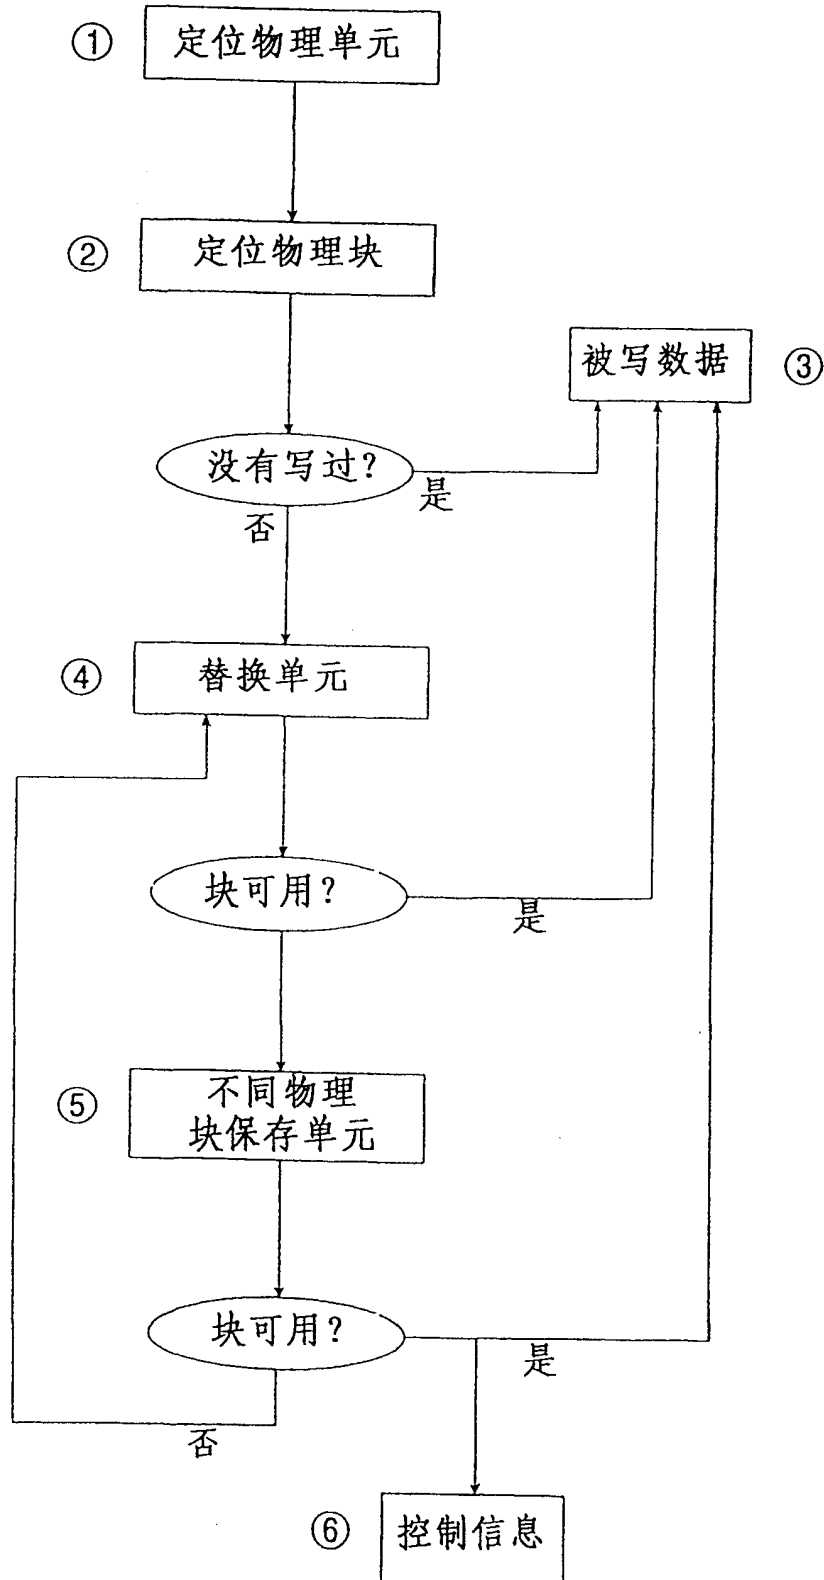 ① 定位物理单元
② 定位物理块
被写数据 ③
没有写过?
是
否
④ 替换单元
块可用?
是
⑤ 不同物理
块保存单元
块可用?
是
否
⑥ 控制信息